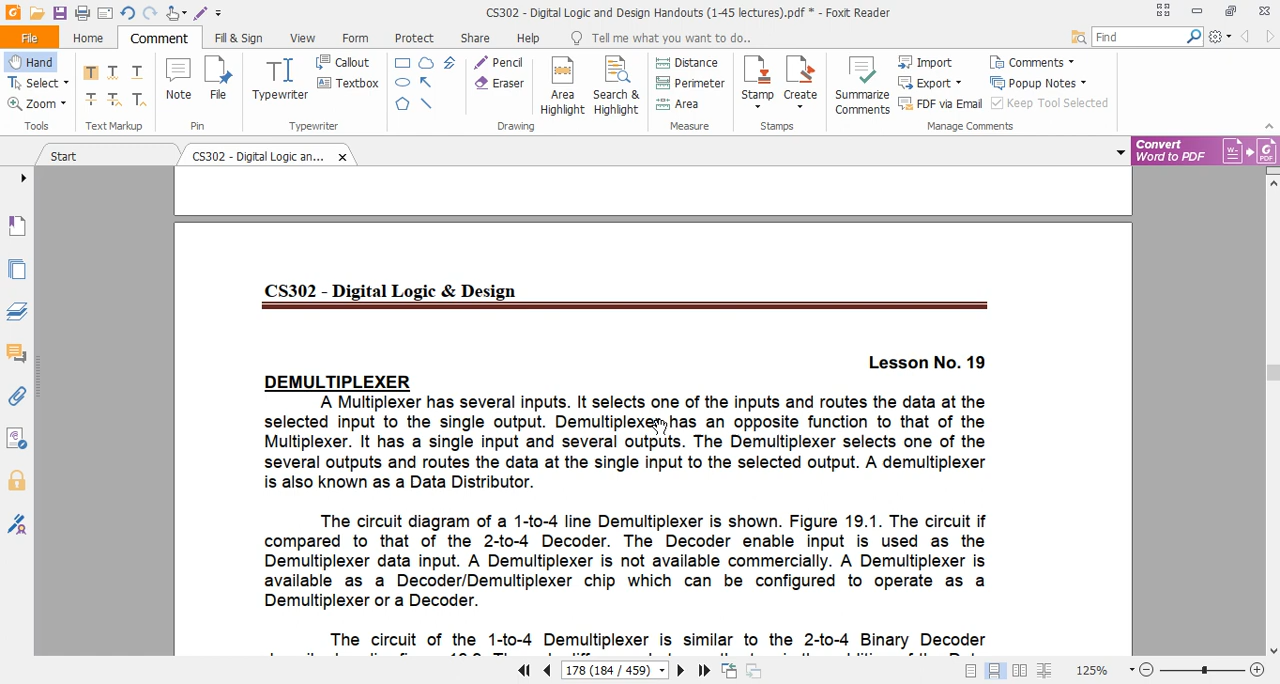 CS302 - Digital Logic and Design Handouts (1-45 lectures).pdf * - Foxit Reader
File Home Comment Fill & Sign View Form Protect Share Help Tell me what you want to do.. Find
Hand Select Zoom Tools
Text Markup
Note File Pin
Typewriter Callout Textbox Typewriter
Pencil Eraser Area Highlight Search & Highlight Drawing
Distance Perimeter Area Measure
Stamp Create Stamps
Summarize Comments Import Export FDF via Email Comments Popup Notes Keep Tool Selected Manage Comments
Start CS302 - Digital Logic an... Convert Word to PDF
CS302 - Digital Logic & Design
Lesson No. 19
DEMULTIPLEXER
A Multiplexer has several inputs. It selects one of the inputs and routes the data at the
selected input to the single output. Demultiplexer has an opposite function to that of the
Multiplexer. It has a single input and several outputs. The Demultiplexer selects one of the
several outputs and routes the data at the single input to the selected output. A demultiplexer
is also known as a Data Distributor.
The circuit diagram of a 1-to-4 line Demultiplexer is shown. Figure 19.1. The circuit if
compared to that of the 2-to-4 Decoder. The Decoder enable input is used as the
Demultiplexer data input. A Demultiplexer is not available commercially. A Demultiplexer is
available as a Decoder/Demultiplexer chip which can be configured to operate as a
Demultiplexer or a Decoder.
The circuit of the 1-to-4 Demultiplexer is similar to the 2-to-4 Binary Decoder
178 (184 / 459) 125%